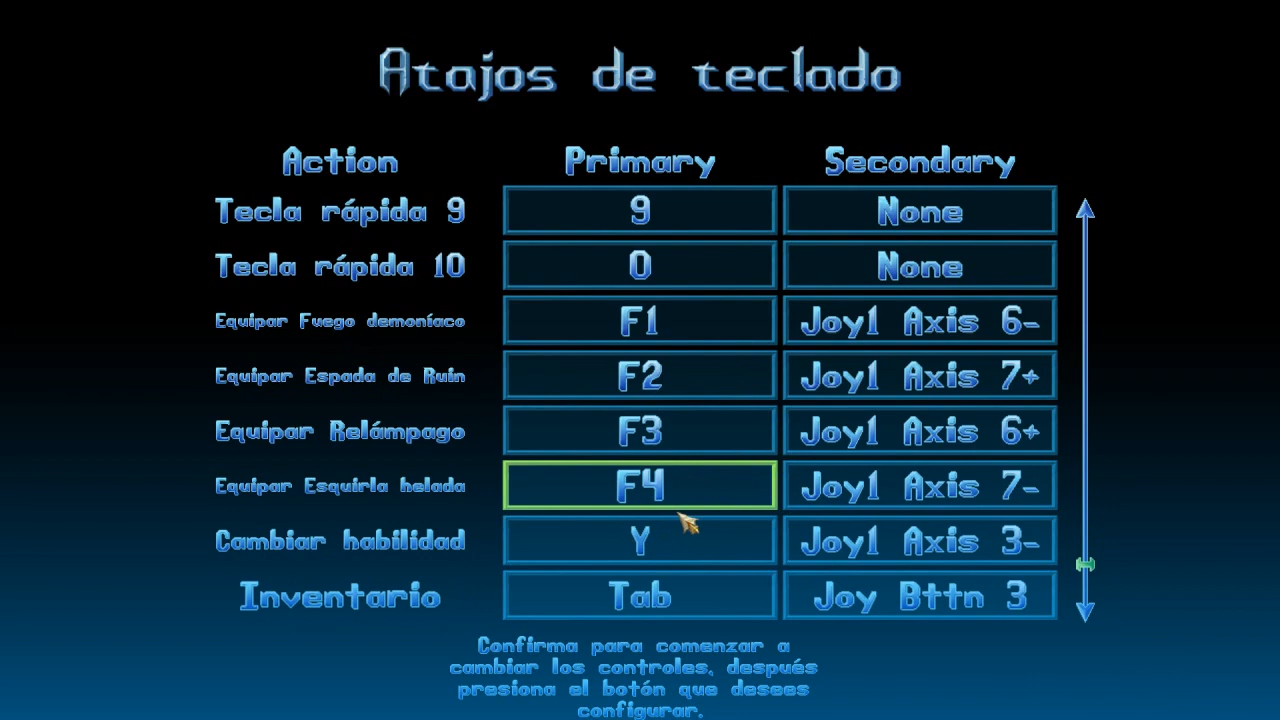 Atajos de teclado
Action Primary Secondary
Tecla rápida 9 9 None
Tecla rápida 10 0 None
Equipar Fuego demoníaco F1 Joy1 Axis 6-
Equipar Espada de Ruin F2 Joy1 Axis 7+
Equipar Relámpago F3 Joy1 Axis 6+
Equipar Esquirla helada F4 Joy1 Axis 7-
Cambiar habilidad Y Joy1 Axis 3-
Inventario Tab Joy Bttn 3
Confirma para comenzar a
cambiar los controles, después
presiona el botón que desees
configurar.